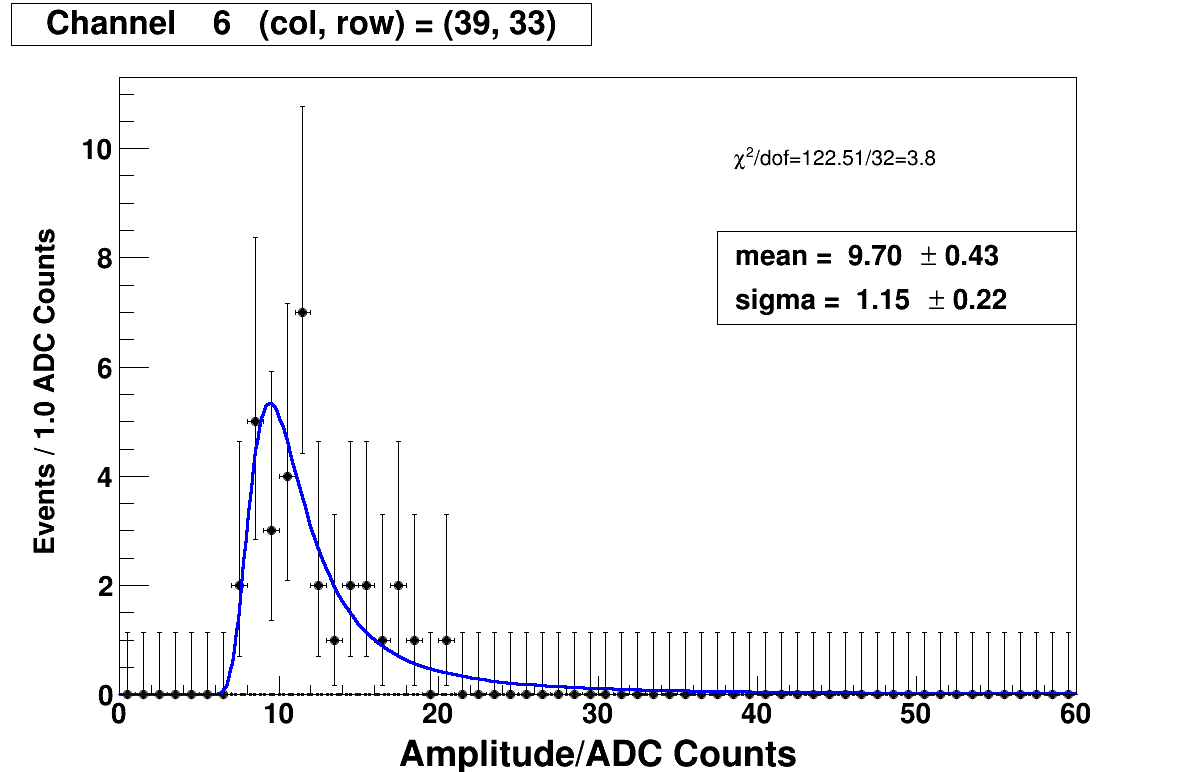 Channel 6 (col, row) = (39, 33)
χ²/dof=122.51/32=3.8
mean = 9.70 ± 0.43
sigma = 1.15 ± 0.22
Events / 1.0 ADC Counts
10
8
6
4
2
0
0 10 20 30 40 50 60
Amplitude/ADC Counts